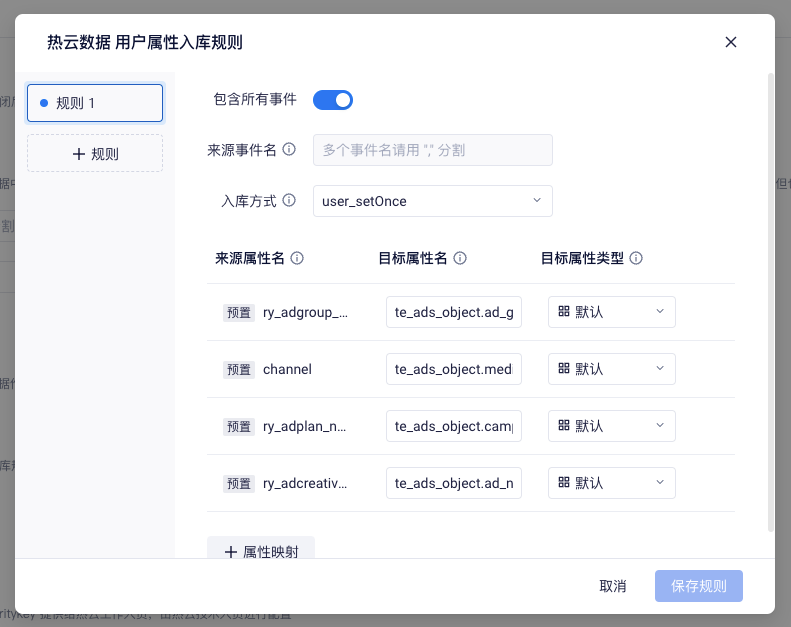 热云数据 用户属性入库规则
规则 1
规则
包含所有事件
来源事件名
多个事件名请用 "," 分割
入库方式
user_setOnce
来源属性名 目标属性名 目标属性类型
预置 ry_adgroup_... te_ads_object.ad_g 默认
预置 channel te_ads_object.medi 默认
预置 ry_adplan_n... te_ads_object.camp 默认
预置 ry_adcreativ... te_ads_object.ad_n 默认
属性映射
取消 保存规则